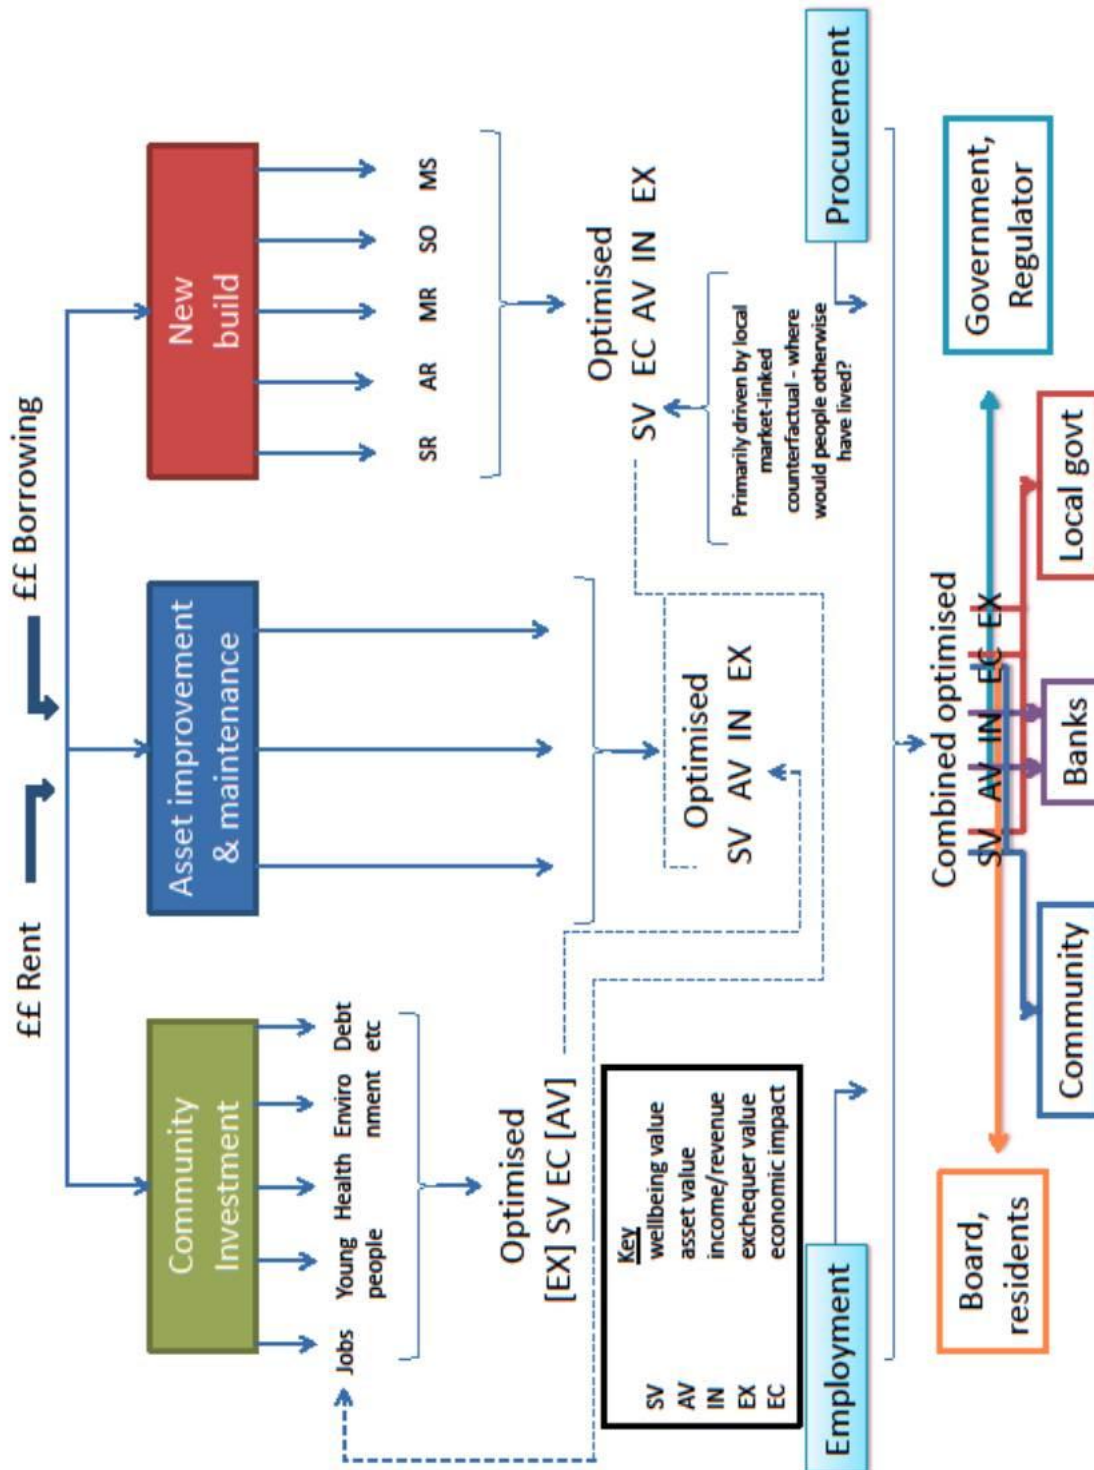 ££ Rent
££ Borrowing
Community
Investment
Asset improvement
& maintenance
New
build
Jobs
Young
people
Health
Enviro
nment
Debt
etc
SR
AR
MR
SO
MS
Optimised
[EX] SV EC [AV]
Optimised
SV AV IN EX
Optimised
SV EC AV IN EX
Primarily driven by local
market-linked
counterfactual - where
would people otherwise
have lived?
Key
SV wellbeing value
AV asset value
IN income/revenue
EX exchequer value
EC economic impact
Employment
Procurement
Combined optimised
SV AV IN EC EX
Board,
residents
Community
Banks
Local govt
Government,
Regulator